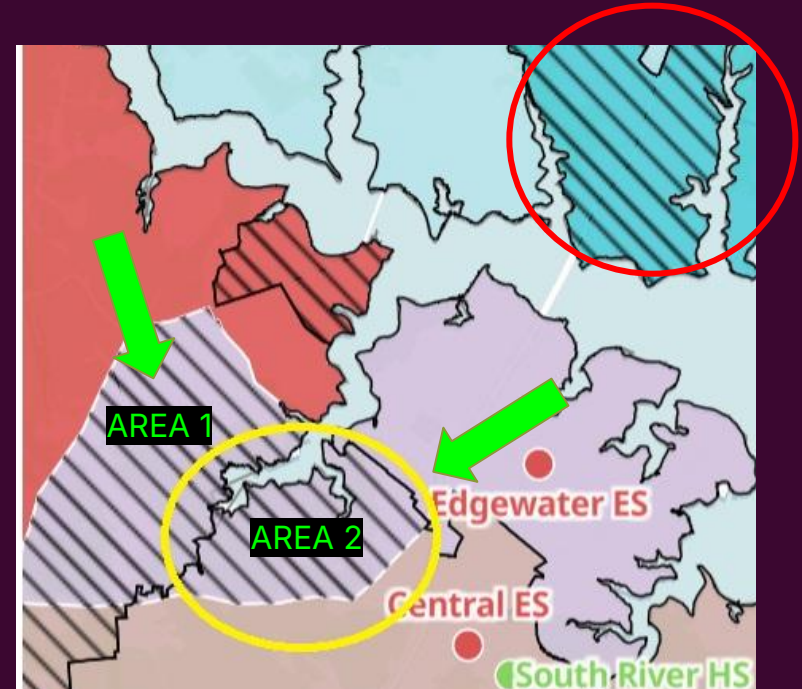 AREA 1
AREA 2
Edgewater ES
Central ES
South River HS